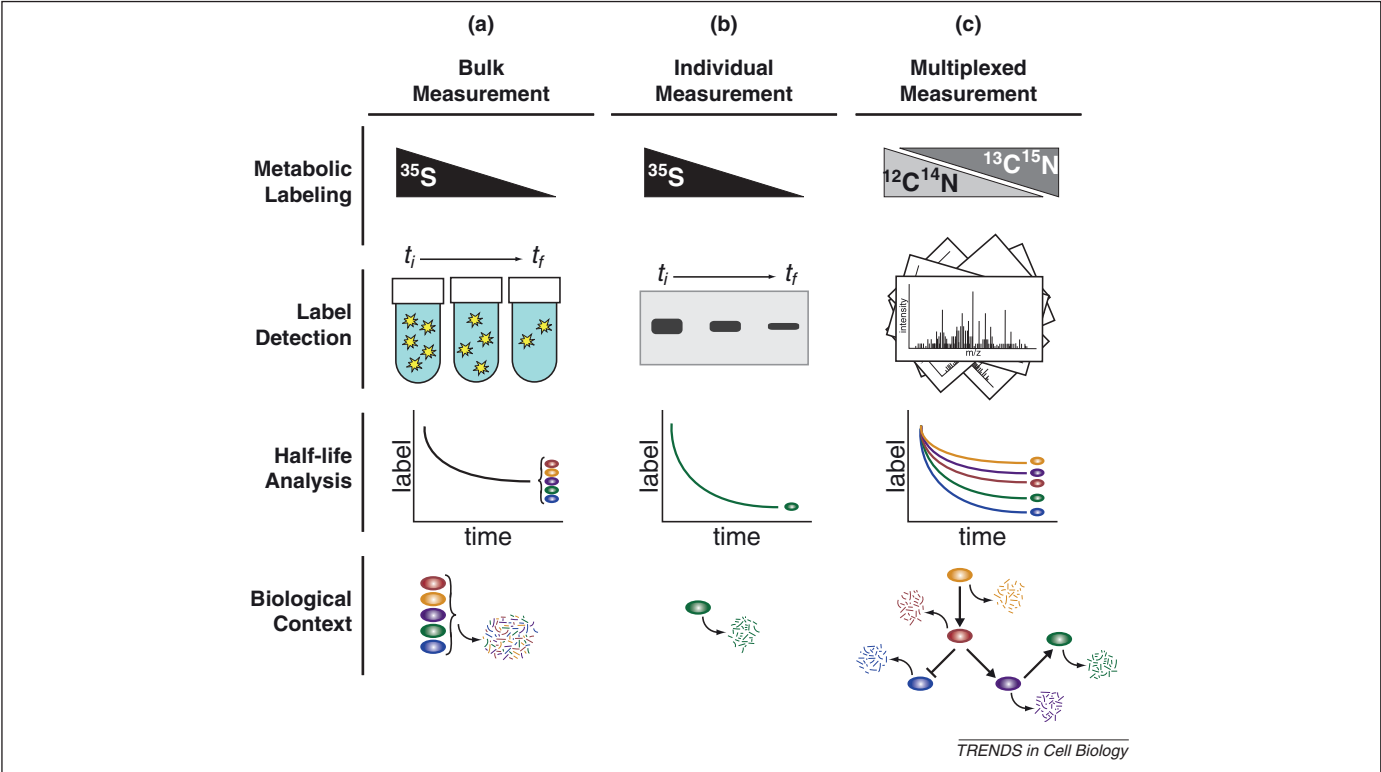 (a)
(b)
(c)
Bulk
Measurement
Individual
Measurement
Multiplexed
Measurement
Metabolic
Labeling
35S
35S
12C14N
13C15N
Label
Detection
ti
tf
ti
tf
intensity
m/z
Half-life
Analysis
label
time
label
time
label
time
Biological
Context
TRENDS in Cell Biology